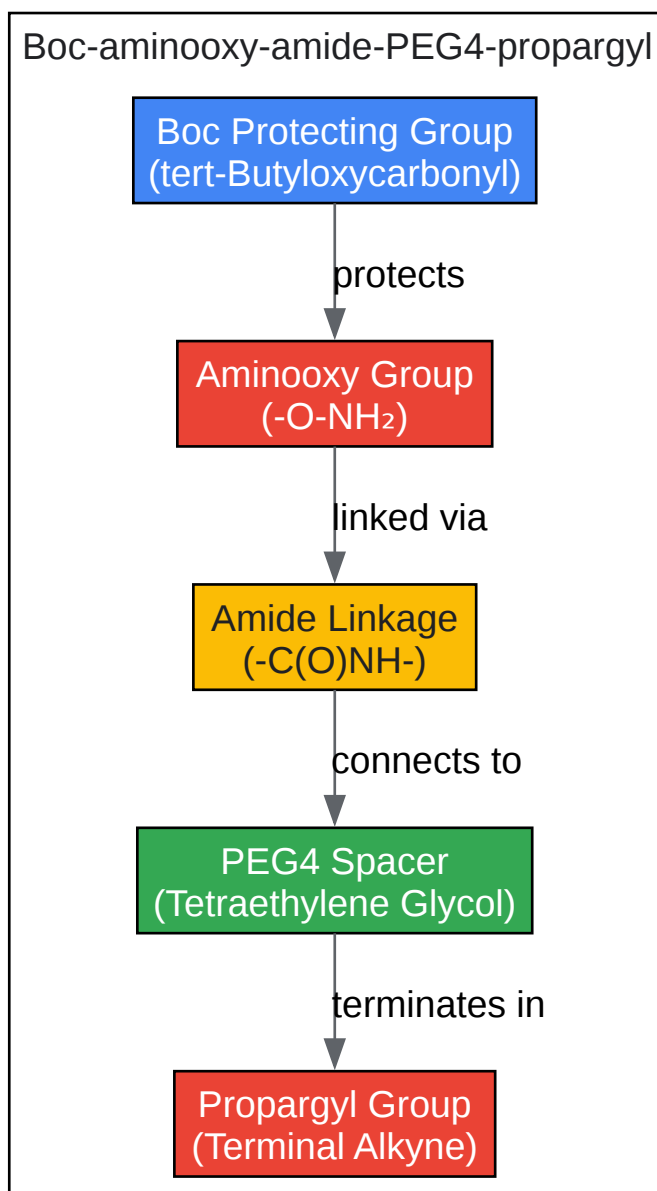 Boc-aminooxy-amide-PEG4-propargyl
Boc Protecting Group
(tert-Butyloxycarbonyl)
protects
Aminooxy Group
(-O-NH₂)
linked via
Amide Linkage
(-C(O)NH-)
connects to
PEG4 Spacer
(Tetraethylene Glycol)
terminates in
Propargyl Group
(Terminal Alkyne)